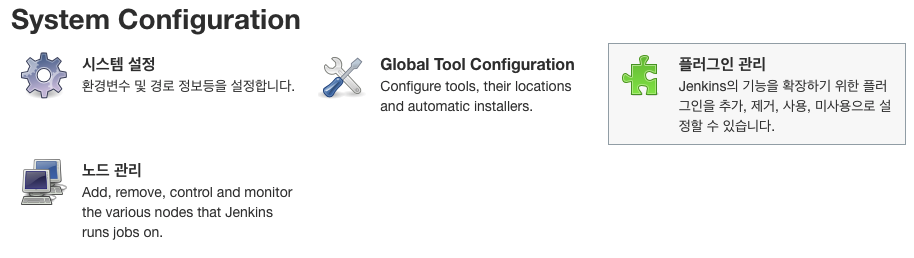 System Configuration
시스템 설정
환경변수 및 경로 정보등을 설정합니다.
Global Tool Configuration
Configure tools, their locations
and automatic installers.
플러그인 관리
Jenkins의 기능을 확장하기 위한 플러
그인을 추가, 제거, 사용, 미사용으로 설
정할 수 있습니다.
노드 관리
Add, remove, control and monitor
the various nodes that Jenkins
runs jobs on.